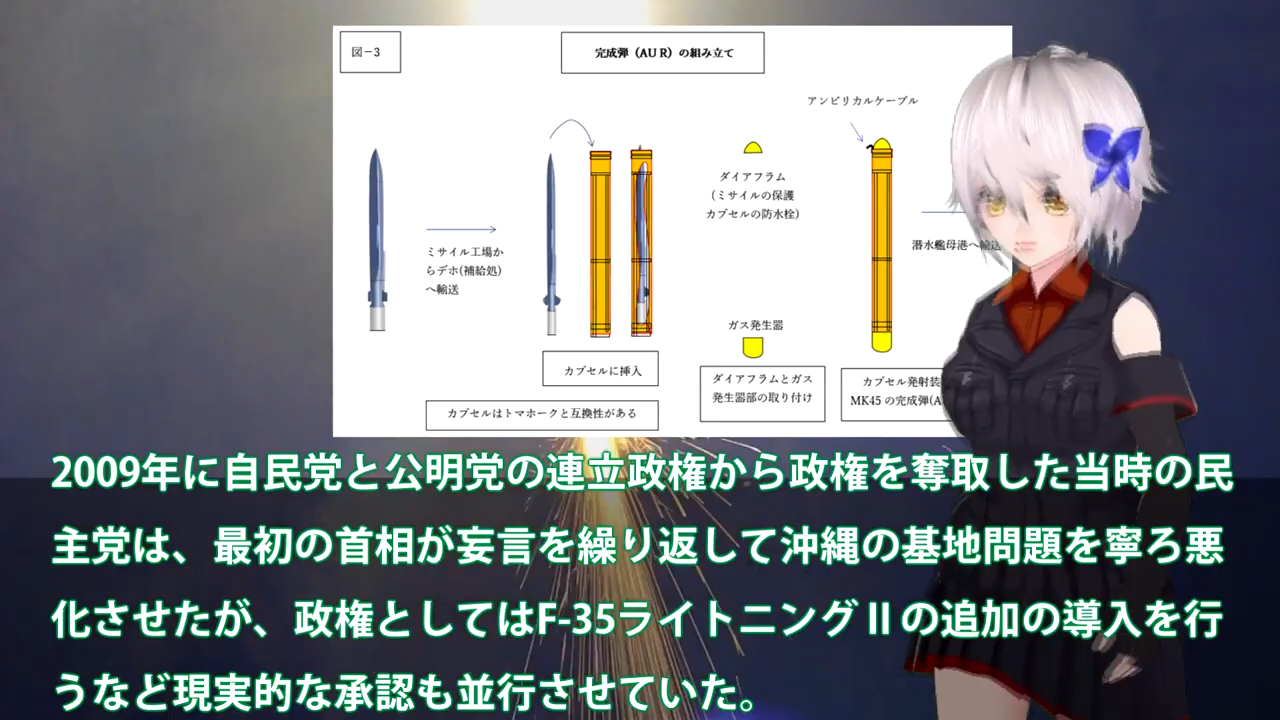 図−3
完成弾（AU R）の組み立て
アンビリカルケーブル
ダイアフラム
（ミサイルの保護
カプセルの防水栓）
ミサイル工場か
らデホ(補給処)
へ輸送
潜水艦母港へ輸送
ガス発生器
カプセルに挿入
ダイアフラムとガス
発生器部の取り付け
カプセル発射装
MK45 の完成弾(A
カプセルはトマホークと互換性がある
2009年に自民党と公明党の連立政権から政権を奪取した当時の民
主党は、最初の首相が妄言を繰り返して沖縄の基地問題を寧ろ悪
化させたが、政権としてはF-35ライトニングⅡの追加の導入を行
うなど現実的な承認も並行させていた。